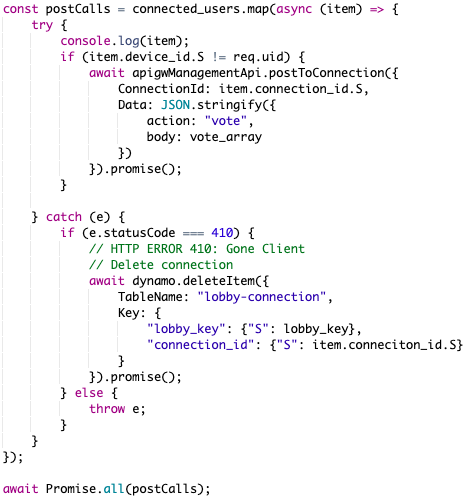 const postCalls = connected_users.map(async (item) => {
    try {
        console.log(item);
        if (item.device_id.S != req.uid) {
            await apigwManagementApi.postToConnection({
                ConnectionId: item.connection_id.S,
                Data: JSON.stringify({
                    action: "vote",
                    body: vote_array
                })
            }).promise();
        }

    } catch (e) {
        if (e.statusCode === 410) {
            // HTTP ERROR 410: Gone Client
            // Delete connection
            await dynamo.deleteItem({
                TableName: "lobby-connection",
                Key: {
                    "lobby_key": {"S": lobby_key},
                    "connection_id": {"S": item.conneciton_id.S}
                }
            }).promise();
        } else {
            throw e;
        }
    }
});

await Promise.all(postCalls);